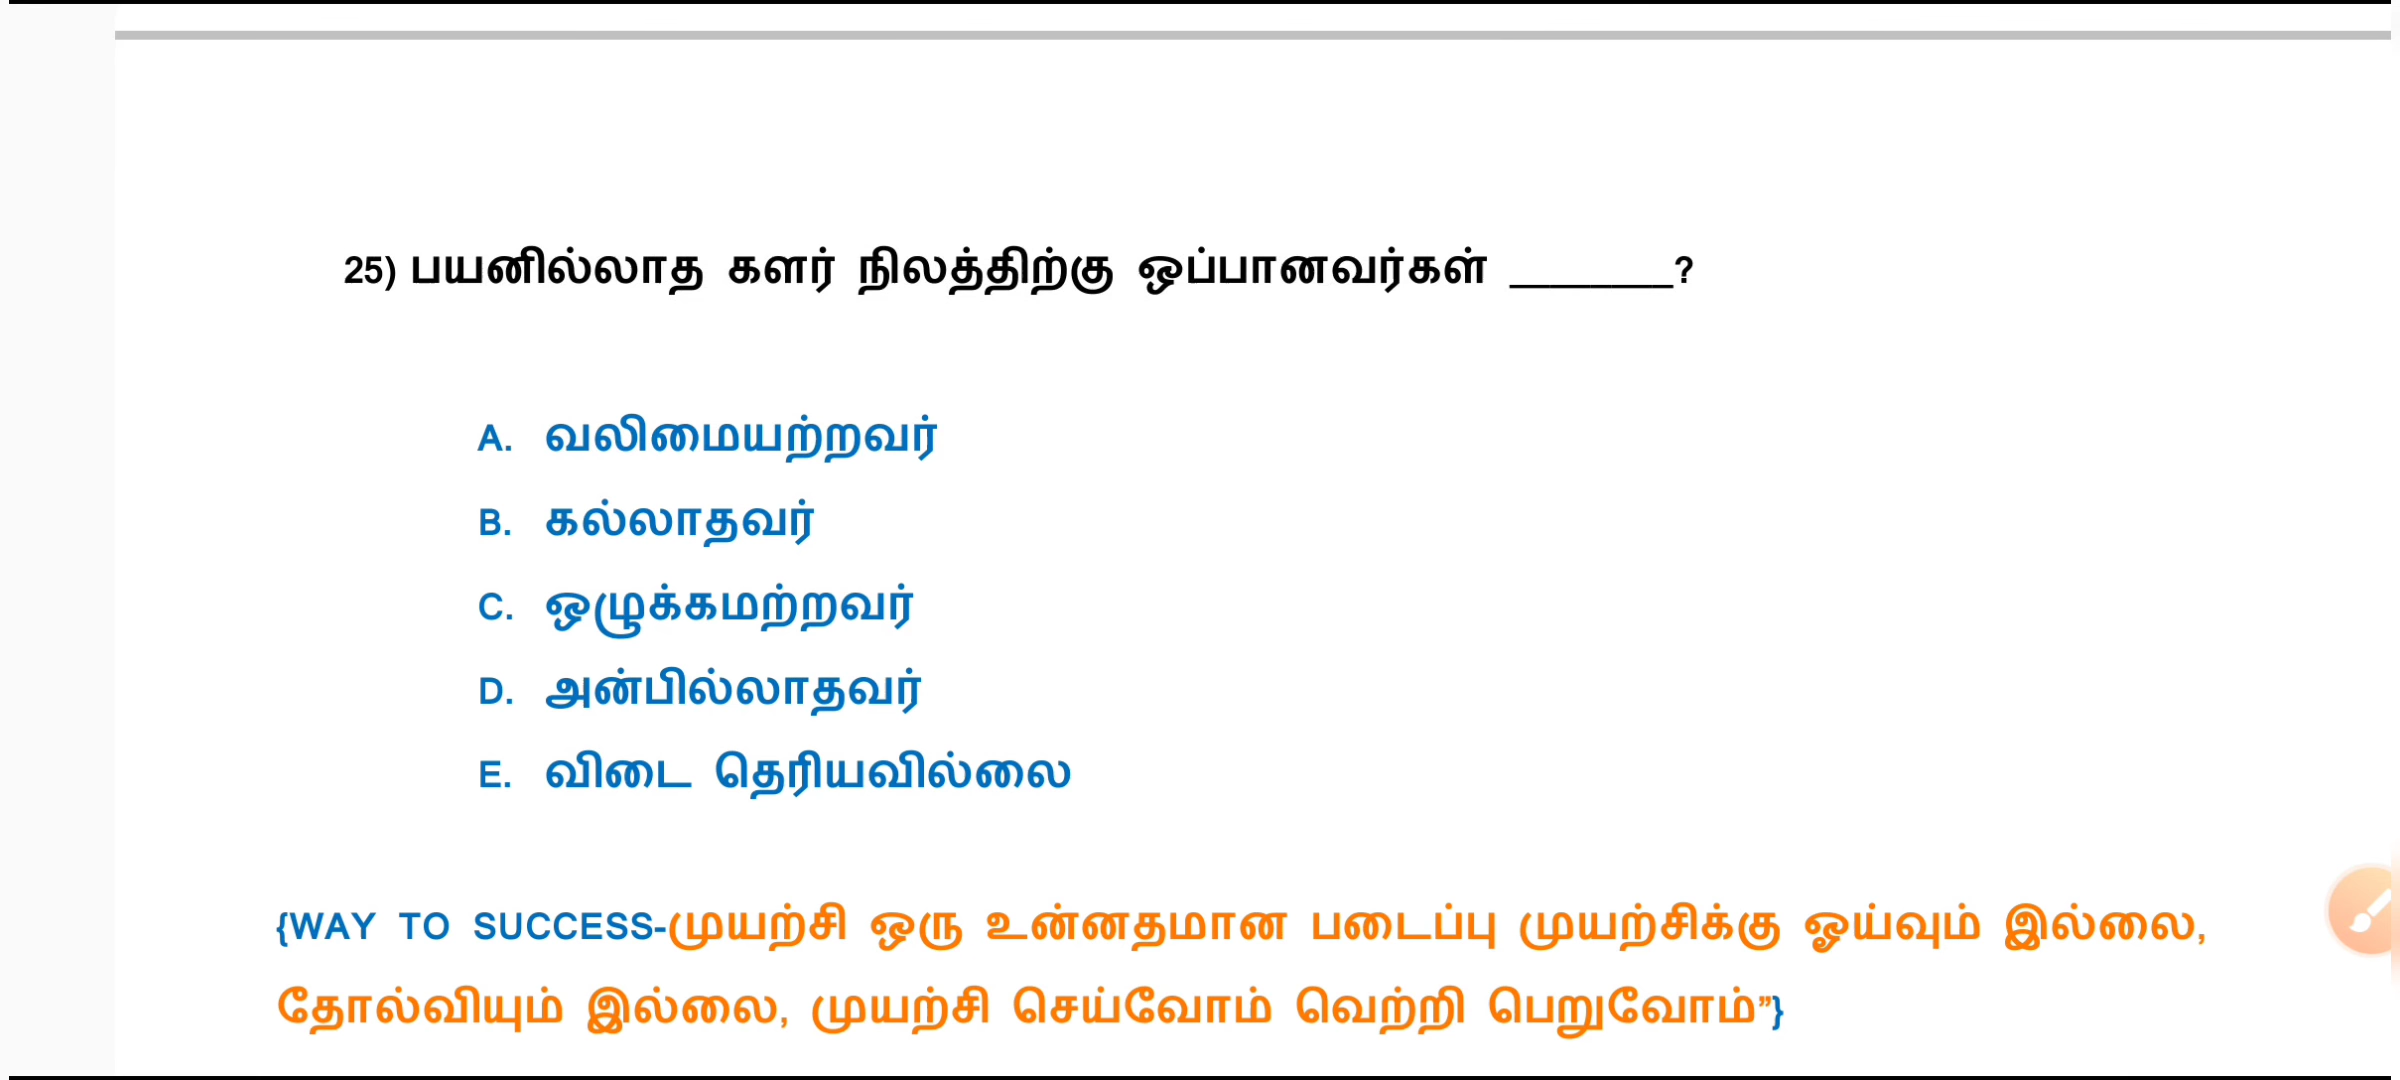 25) பயனில்லாத களர் நிலத்திற்கு ஒப்பானவர்கள் ________?
A. வலிமையற்றவர்
B. கல்லாதவர்
C. ஒழுக்கமற்றவர்
D. அன்பில்லாதவர்
E. விடை தெரியவில்லை
{WAY TO SUCCESS-முயற்சி ஒரு உன்னதமான படைப்பு முயற்சிக்கு ஓய்வும் இல்லை,
தோல்வியும் இல்லை, முயற்சி செய்வோம் வெற்றி பெறுவோம்”}